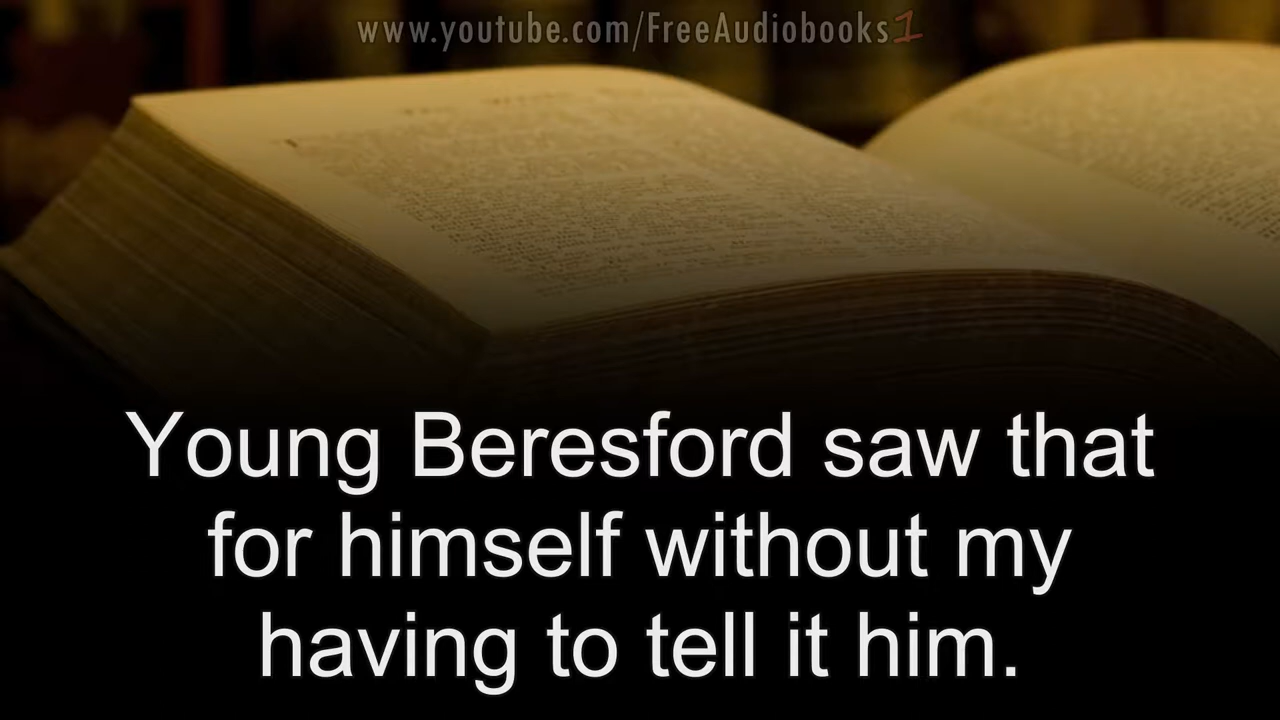 www.youtube.com/FreeAudiobooks1
Young Beresford saw that
for himself without my
having to tell it him.